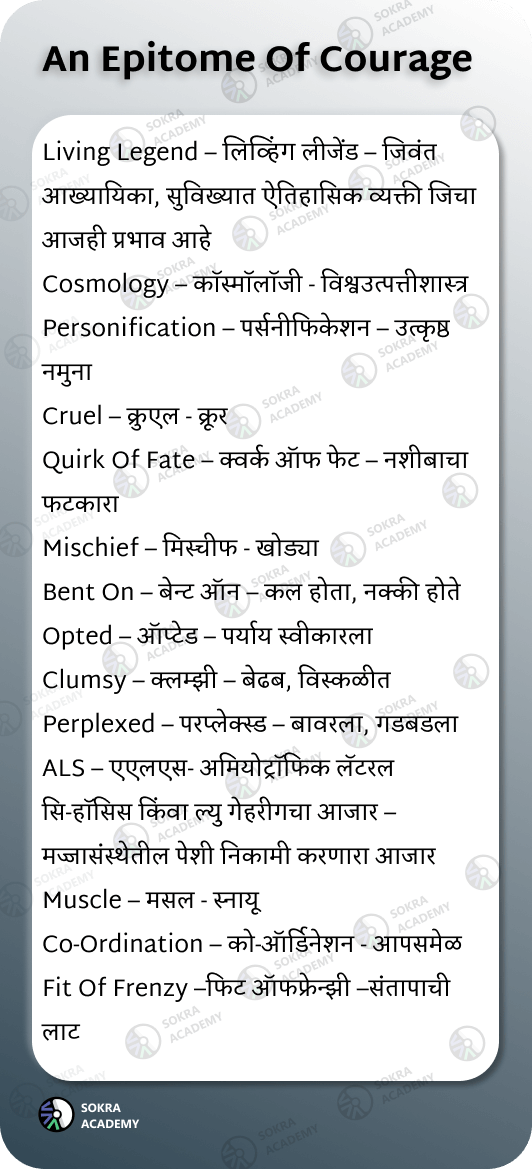 An Epitome Of Courage
Living Legend – लिव्हिंग लीजेंड – जिवंत
आख्यायिका, सुविख्यात ऐतिहासिक व्यक्ती जिचा
आजही प्रभाव आहे
Cosmology – कॉस्मॉलॉजी - विश्वउत्पत्तीशास्त्र
Personification – पर्सनीफिकेशन – उत्कृष्ठ
नमुना
Cruel – क्रुएल - क्रूर
Quirk Of Fate – क्वर्क ऑफ फेट – नशीबाचा
फटकारा
Mischief – मिस्चीफ - खोड्या
Bent On – बेन्ट ऑन – कल होता, नक्की होते
Opted – ऑप्टेड – पर्याय स्वीकारला
Clumsy – क्लम्झी – बेढब, विस्कळीत
Perplexed – परप्लेक्स्ड – बावरला, गडबडला
ALS – एएलएस- अमियोट्रॉफिक लॅटरल
सि-हॉसिस किंवा ल्यु गेहरीगचा आजार –
मज्जासंस्थेतील पेशी निकामी करणारा आजार
Muscle – मसल - स्नायू
Co-Ordination – को-ऑर्डिनेशन - आपसमेळ
Fit Of Frenzy –फिट ऑफफ्रेन्झी –संतापाची
लाट
SOKRA
ACADEMY